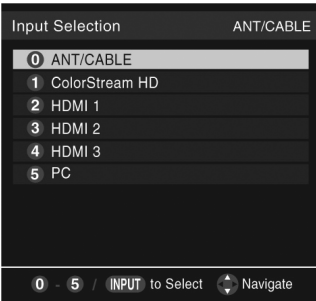 Input Selection ANT/CABLE
0 ANT/CABLE
1 ColorStream HD
2 HDMI 1
3 HDMI 2
4 HDMI 3
5 PC
0 - 5 / INPUT to Select Navigate